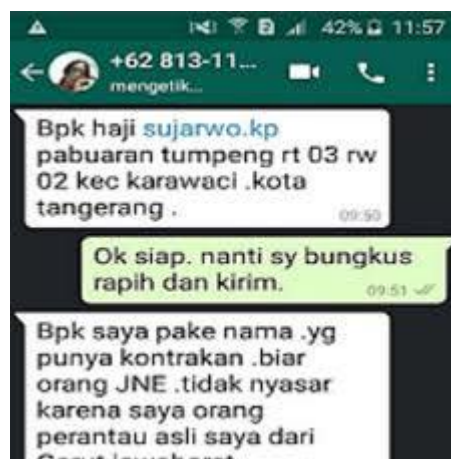 42% 11:57
+62 813-11...
mengetik...
Bpk haji sujarwo.kp
pabuaran tumpeng rt 03 rw
02 kec karawaci .kota
tangerang .
09:50
Ok siap. nanti sy bungkus
rapih dan kirim.
09:51
Bpk saya pake nama .yg
punya kontrakan .biar
orang JNE .tidak nyasar
karena saya orang
perantau asli saya dari